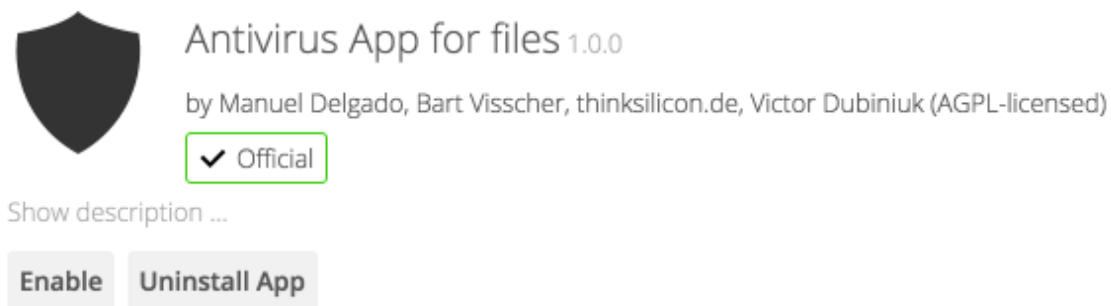 Antivirus App for files 1.0.0
by Manuel Delgado, Bart Visscher, thinksilicon.de, Victor Dubiniuk (AGPL-licensed)
Official
Show description ...
Enable Uninstall App